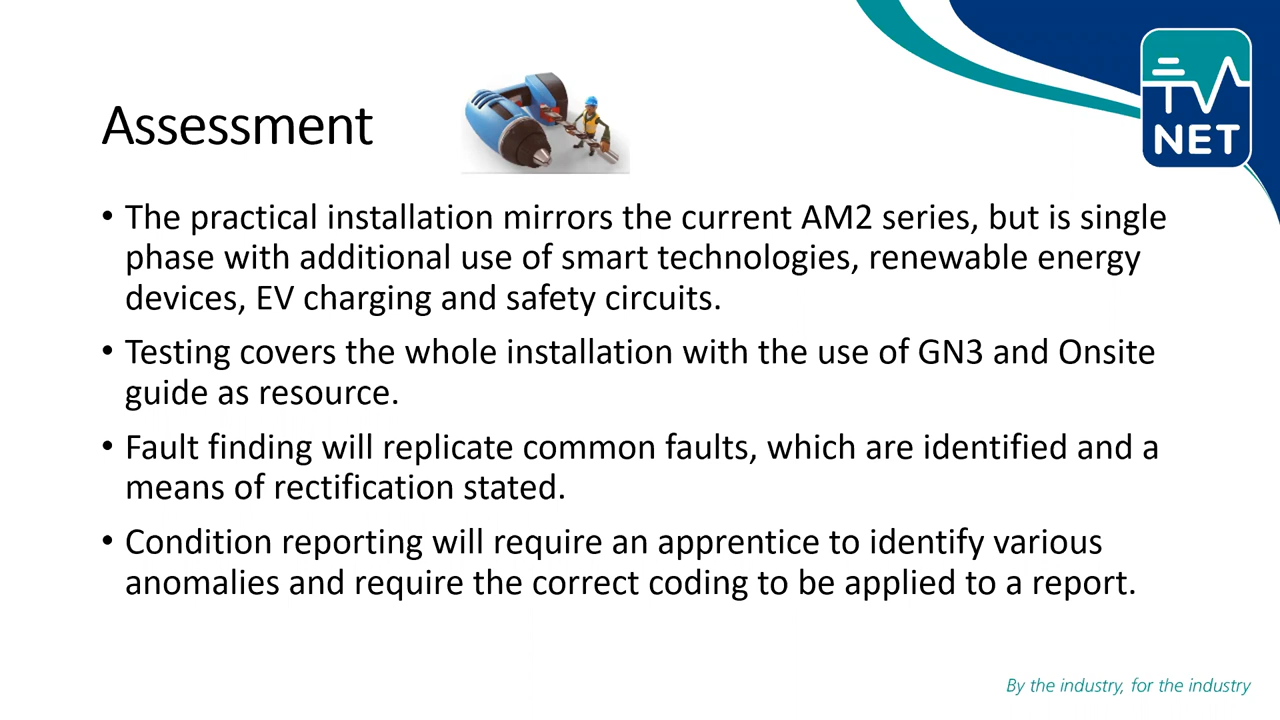 TV
NET
Assessment
• The practical installation mirrors the current AM2 series, but is single
phase with additional use of smart technologies, renewable energy
devices, EV charging and safety circuits.
• Testing covers the whole installation with the use of GN3 and Onsite
guide as resource.
• Fault finding will replicate common faults, which are identified and a
means of rectification stated.
• Condition reporting will require an apprentice to identify various
anomalies and require the correct coding to be applied to a report.
By the industry, for the industry